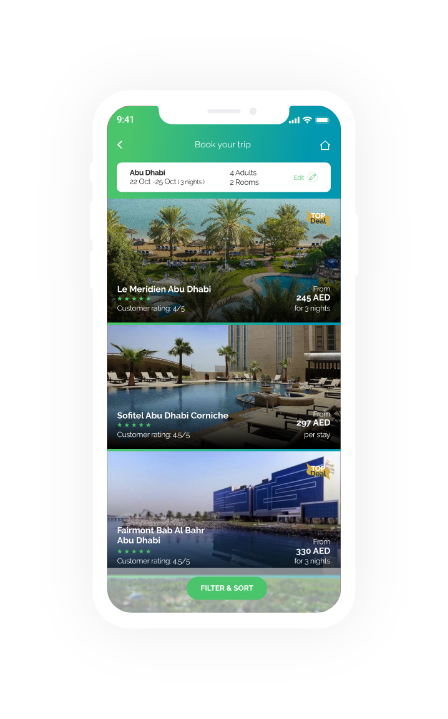 9:41
Book your trip
Abu Dhabi
22 Oct -25 Oct ( 3 nights )
4 Adults
2 Rooms
Edit
TOP
Deal
Le Meridien Abu Dhabi
Customer rating: 4/5
From
245 AED
for 3 nights
Sofitel Abu Dhabi Corniche
Customer rating: 4,5/5
From
297 AED
per stay
TOP
Deal
Fairmont Bab Al Bahr
Abu Dhabi
Customer rating: 4,5/5
From
330 AED
for 3 nights
FILTER & SORT